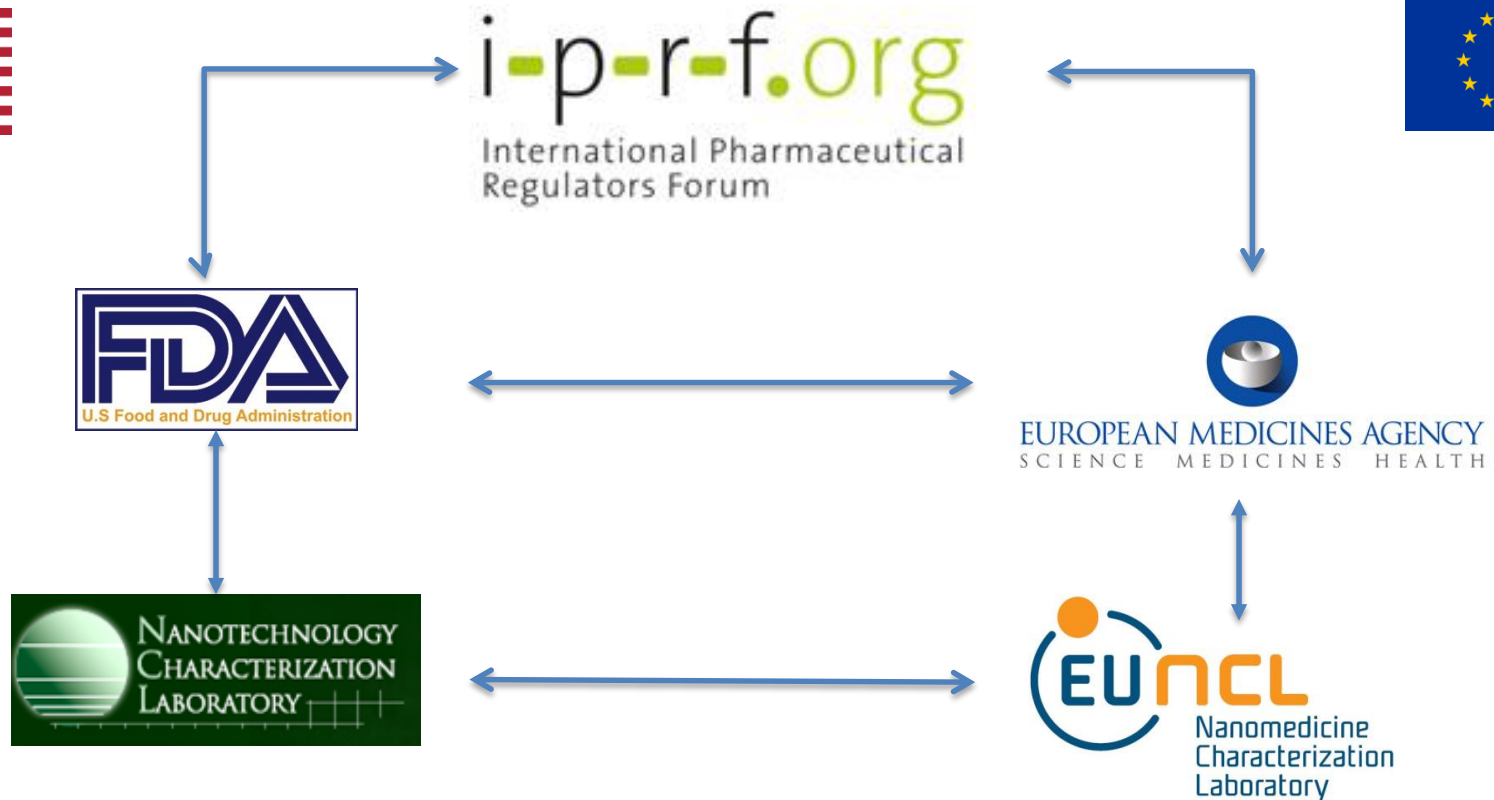 i-p-r-f.org
International Pharmaceutical
Regulators Forum
FDA
U.S Food and Drug Administration
EUROPEAN MEDICINES AGENCY
SCIENCE MEDICINES HEALTH
NANOTECHNOLOGY
CHARACTERIZATION
LABORATORY
EUNCL
Nanomedicine
Characterization
Laboratory